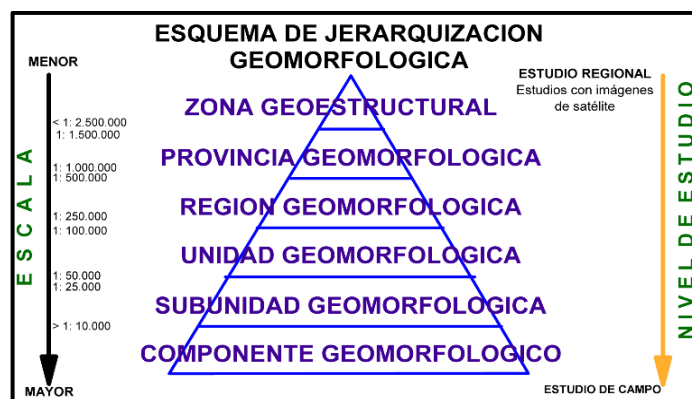 ESQUEMA DE JERARQUIZACION
GEOMORFOLOGICA
MENOR
ESCALA
< 1: 2.500.000
1: 1.500.000
1: 1.000.000
1: 500.000
1: 250.000
1: 100.000
1: 50.000
1: 25.000
> 1: 10.000
MAYOR
ZONA GEOESTRUCTURAL
PROVINCIA GEOMORFOLOGICA
REGION GEOMORFOLOGICA
UNIDAD GEOMORFOLOGICA
SUBUNIDAD GEOMORFOLOGICA
COMPONENTE GEOMORFOLOGICO
ESTUDIO REGIONAL
Estudios con imágenes
de satélite
NIVEL DE ESTUDIO
ESTUDIO DE CAMPO